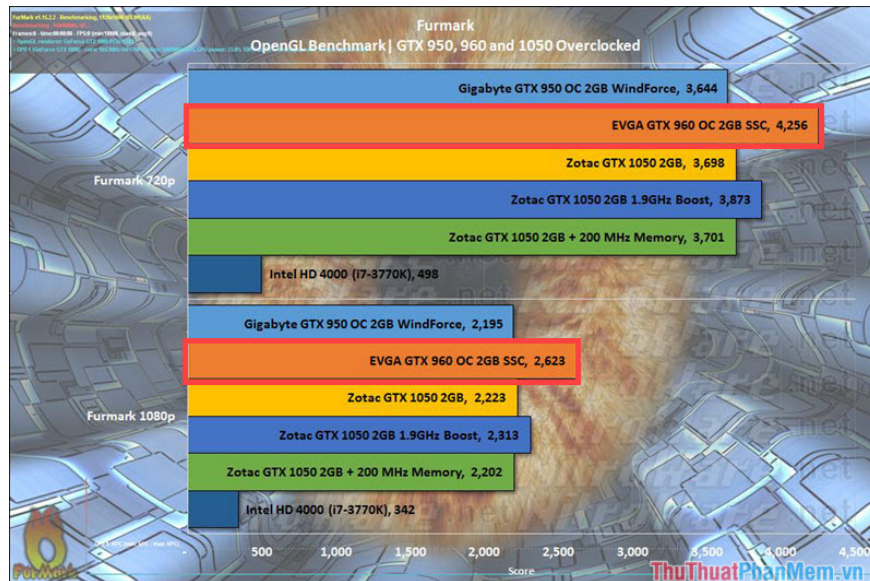 Furmark
OpenGL Benchmark| GTX 950, 960 and 1050 Overclocked
Furmark 720p
Gigabyte GTX 950 OC 2GB WindForce, 3,644
EVGA GTX 960 OC 2GB SSC, 4,256
Zotac GTX 1050 2GB, 3,698
Zotac GTX 1050 2GB 1.9GHz Boost, 3,873
Zotac GTX 1050 2GB + 200 MHz Memory, 3,701
Intel HD 4000 (i7-3770K), 498
Furmark 1080p
Gigabyte GTX 950 OC 2GB WindForce, 2,195
EVGA GTX 960 OC 2GB SSC, 2,623
Zotac GTX 1050 2GB, 2,223
Zotac GTX 1050 2GB 1.9GHz Boost, 2,313
Zotac GTX 1050 2GB + 200 MHz Memory, 2,202
Intel HD 4000 (i7-3770K), 342
- 500 1,000 1,500 2,000 2,500 3,000 3,500 4,000 4,500
Score
FurMark
ThuThuatPhanMem.vn